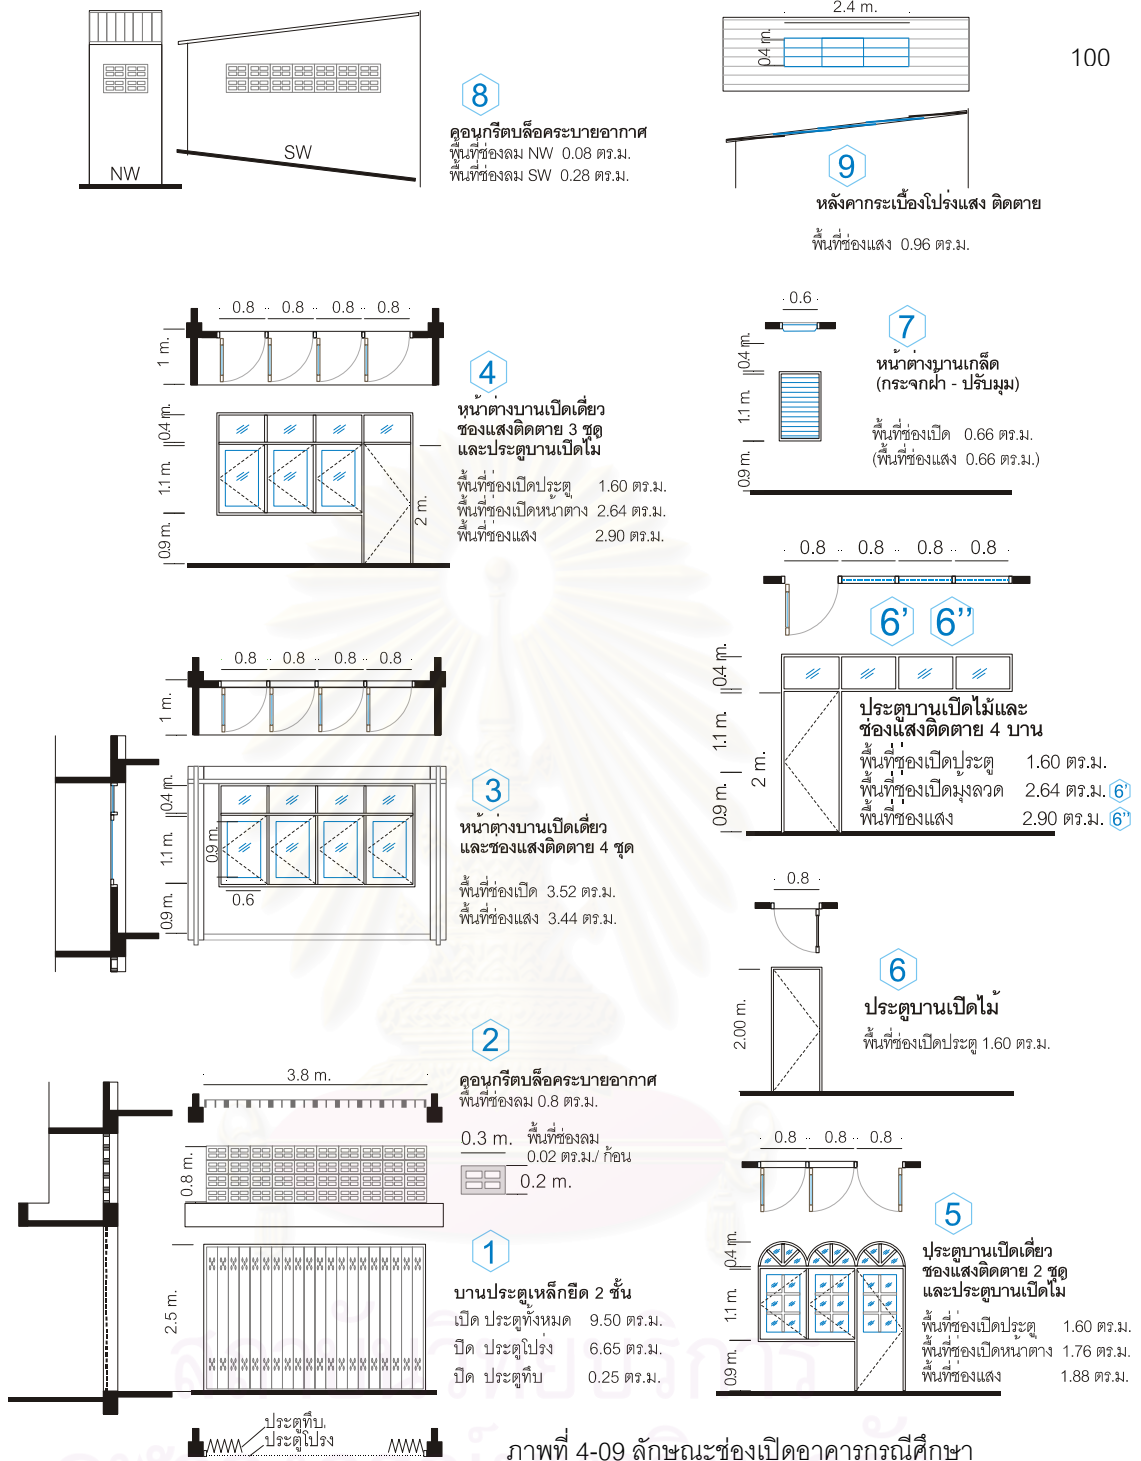 100
NW
SW
8
คอนกรีตบล็อคระบายอากาศ
พื้นที่ช่องลม NW 0.08 ตร.ม.
พื้นที่ช่องลม SW 0.28 ตร.ม.
2.4 m.
0.4 m.
9
หลังคากระเบื้องโปร่งแสง ติดตาย
พื้นที่ช่องแสง 0.96 ตร.ม.
0.8 0.8 0.8 0.8
1 m.
0.4 m.
1.1 m.
0.9 m.
2 m.
4
หน้าต่างบานเปิดเดี่ยว
ช่องแสงติดตาย 3 ชุด
และประตูบานเปิดไม้
พื้นที่ช่องเปิดประตู 1.60 ตร.ม.
พื้นที่ช่องเปิดหน้าต่าง 2.64 ตร.ม.
พื้นที่ช่องแสง 2.90 ตร.ม.
0.6
0.4 m.
1.1 m.
0.9 m.
7
หน้าต่างบานเกล็ด
(กระจกฝ้า - ปรับมุม)
พื้นที่ช่องเปิด 0.66 ตร.ม.
(พื้นที่ช่องแสง 0.66 ตร.ม.)
0.8 0.8 0.8 0.8
6' 6''
0.4 m.
1.1 m.
0.9 m.
2 m.
ประตูบานเปิดไม้และ
ช่องแสงติดตาย 4 บาน
พื้นที่ช่องเปิดประตู 1.60 ตร.ม.
พื้นที่ช่องเปิดมุ้งลวด 2.64 ตร.ม. 6'
พื้นที่ช่องแสง 2.90 ตร.ม. 6''
0.8 0.8 0.8 0.8
1 m.
0.4 m.
1.1 m.
0.9 m.
0.9 m.
0.6
3
หน้าต่างบานเปิดเดี่ยว
และช่องแสงติดตาย 4 ชุด
พื้นที่ช่องเปิด 3.52 ตร.ม.
พื้นที่ช่องแสง 3.44 ตร.ม.
0.8
2.00 m.
6
ประตูบานเปิดไม้
พื้นที่ช่องเปิดประตู 1.60 ตร.ม.
3.8 m.
0.8 m.
2
คอนกรีตบล็อคระบายอากาศ
พื้นที่ช่องลม 0.8 ตร.ม.
0.3 m. พื้นที่ช่องลม
0.02 ตร.ม./ ก้อน
0.2 m.
2.5 m.
1
บานประตูเหล็กยืด 2 ชั้น
เปิด ประตูทั้งหมด 9.50 ตร.ม.
ปิด ประตูโปร่ง 6.65 ตร.ม.
ปิด ประตูทึบ 0.25 ตร.ม.
ประตูทึบ
ประตูโปร่ง
0.8 0.8 0.8
0.4 m.
1.1 m.
0.9 m.
5
ประตูบานเปิดเดี่ยว
ช่องแสงติดตาย 2 ชุด
และประตูบานเปิดไม้
พื้นที่ช่องเปิดประตู 1.60 ตร.ม.
พื้นที่ช่องเปิดหน้าต่าง 1.76 ตร.ม.
พื้นที่ช่องแสง 1.88 ตร.ม.
ภาพที่ 4-09 ลักษณะช่องเปิดอาคารกรณีศึกษา